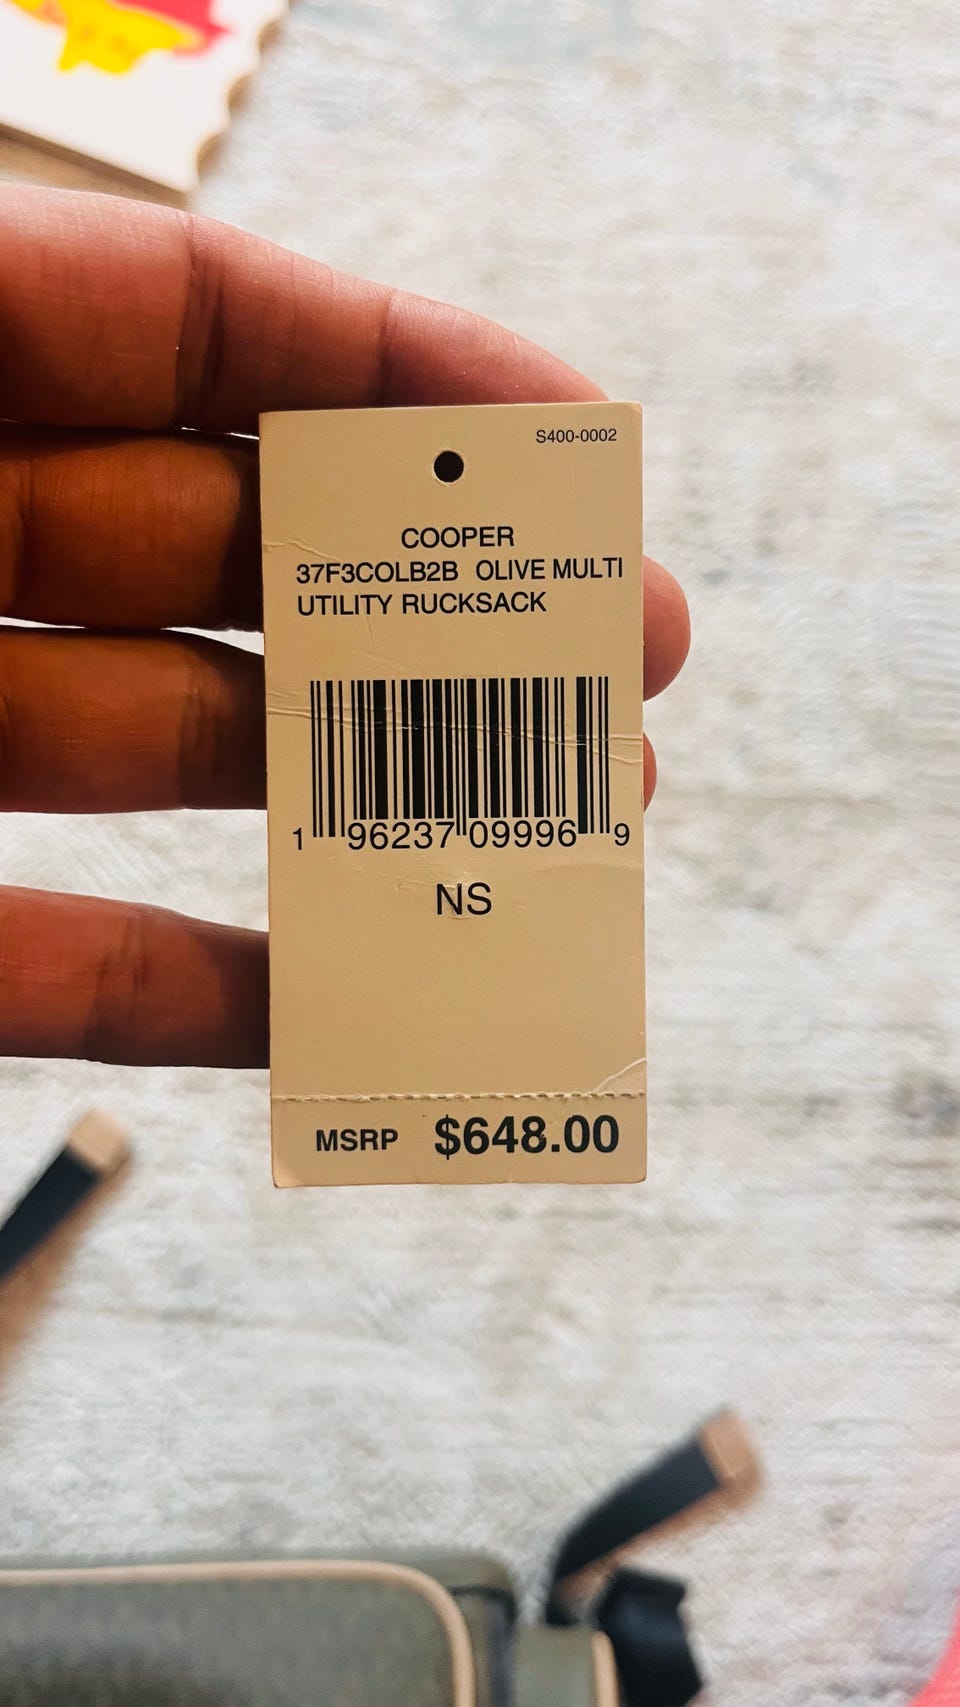 S400-0002
COOPER
37F3COLB2B OLIVE MULTI
UTILITY RUCKSACK
1 96237 09996 9
NS
MSRP $648.00